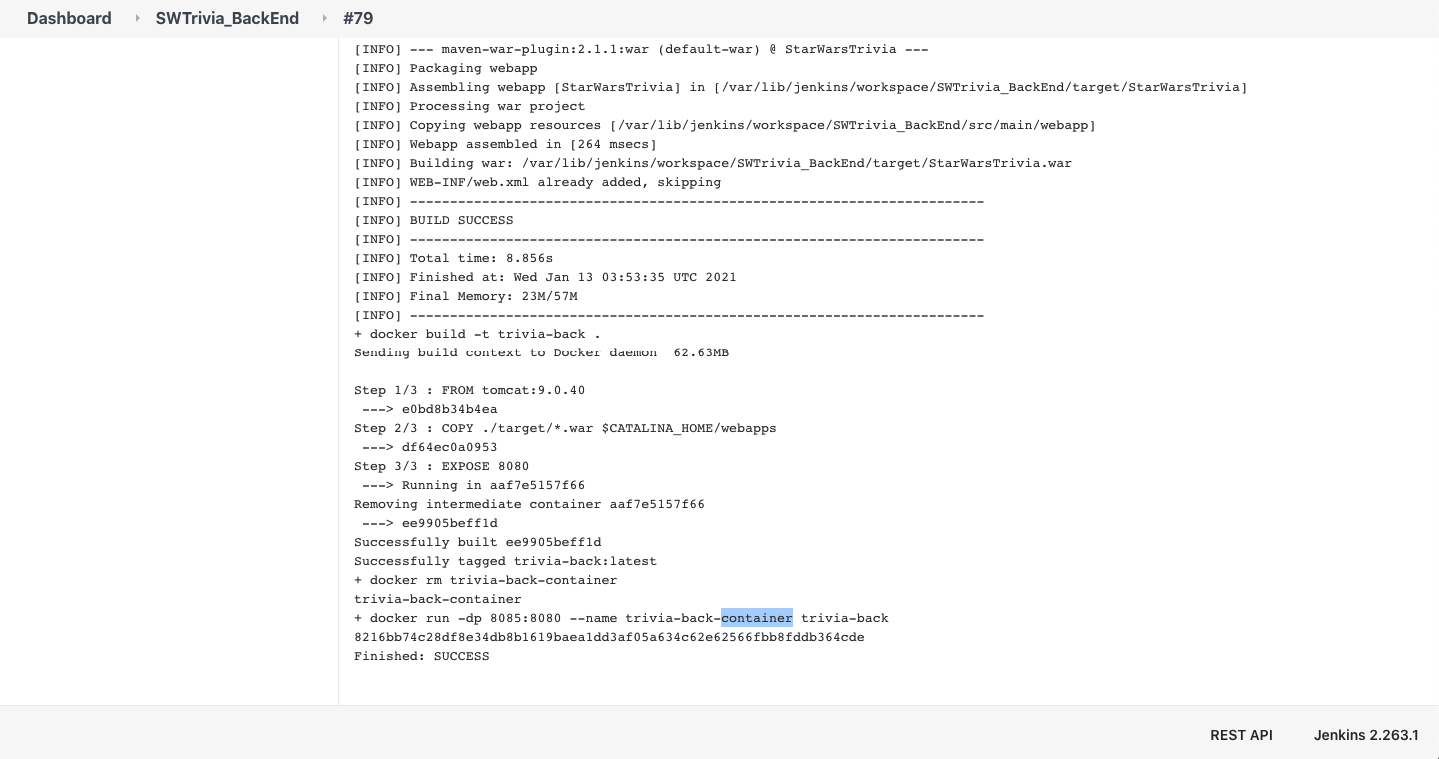 Dashboard › SWTrivia_BackEnd › #79
[INFO] --- maven-war-plugin:2.1.1:war (default-war) @ StarWarsTrivia ---
[INFO] Packaging webapp
[INFO] Assembling webapp [StarWarsTrivia] in [/var/lib/jenkins/workspace/SWTrivia_BackEnd/target/StarWarsTrivia]
[INFO] Processing war project
[INFO] Copying webapp resources [/var/lib/jenkins/workspace/SWTrivia_BackEnd/src/main/webapp]
[INFO] Webapp assembled in [264 msecs]
[INFO] Building war: /var/lib/jenkins/workspace/SWTrivia_BackEnd/target/StarWarsTrivia.war
[INFO] WEB-INF/web.xml already added, skipping
[INFO] ------------------------------------------------------------------------
[INFO] BUILD SUCCESS
[INFO] ------------------------------------------------------------------------
[INFO] Total time: 8.856s
[INFO] Finished at: Wed Jan 13 03:53:35 UTC 2021
[INFO] Final Memory: 23M/57M
[INFO] ------------------------------------------------------------------------
+ docker build -t trivia-back .
Sending build context to Docker daemon  62.63MB
Step 1/3 : FROM tomcat:9.0.40
 ---> e0bd8b34b4ea
Step 2/3 : COPY ./target/*.war $CATALINA_HOME/webapps
 ---> df64ec0a0953
Step 3/3 : EXPOSE 8080
 ---> Running in aaf7e5157f66
Removing intermediate container aaf7e5157f66
 ---> ee9905beff1d
Successfully built ee9905beff1d
Successfully tagged trivia-back:latest
+ docker rm trivia-back-container
trivia-back-container
+ docker run -dp 8085:8080 --name trivia-back-container trivia-back
8216bb74c28df8e34db8b1619baea1dd3af05a634c62e62566fbb8fddb364cde
Finished: SUCCESS
REST API Jenkins 2.263.1